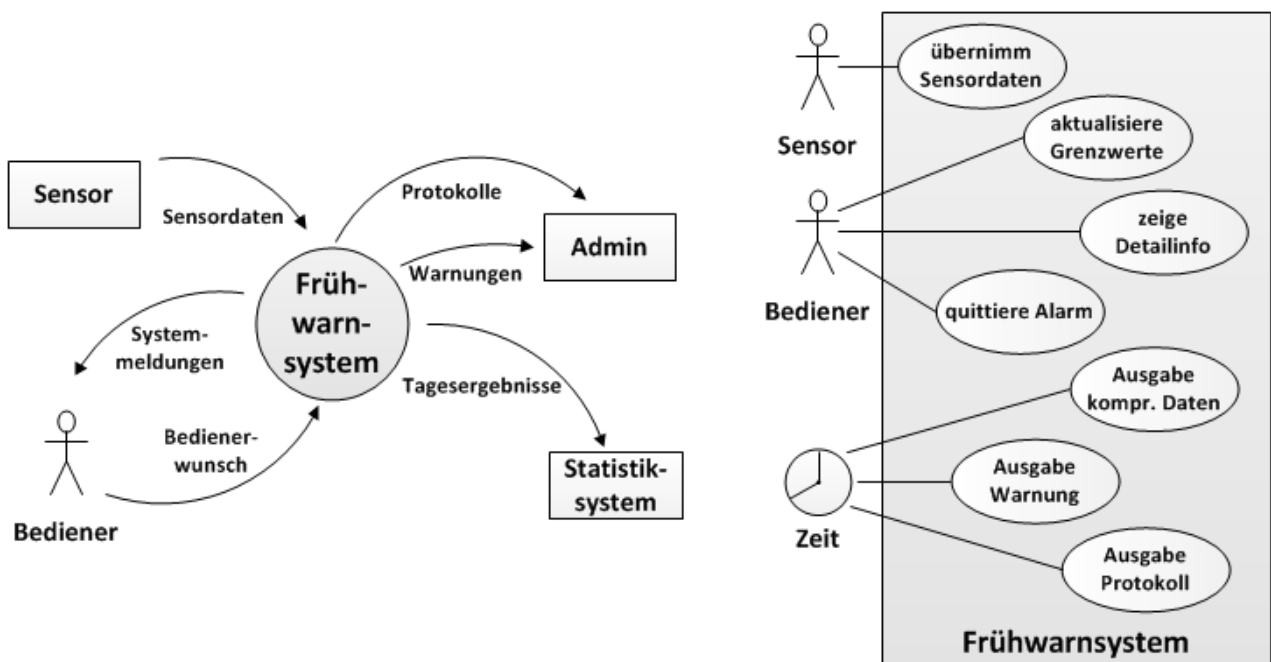 Sensor
Sensordaten
Protokolle
Admin
Warnungen
Früh-
warn-
system
System-
meldungen
Tagesergebnisse
Bediener-
wunsch
Bediener
Statistik-
system
Sensor
übernimm
Sensordaten
aktualisiere
Grenzwerte
Bediener
zeige
Detailinfo
quittiere Alarm
Ausgabe
kompr. Daten
Zeit
Ausgabe
Warnung
Ausgabe
Protokoll
Frühwarnsystem